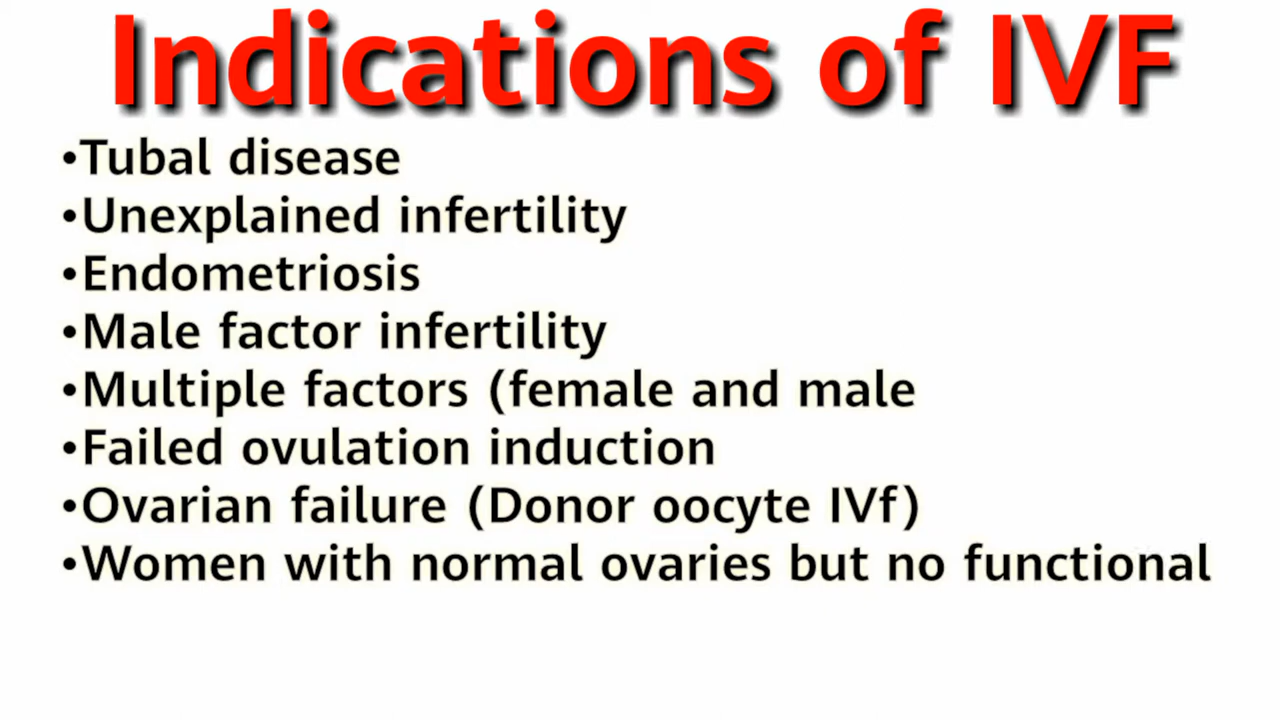 Indications of IVF
•Tubal disease
•Unexplained infertility
•Endometriosis
•Male factor infertility
•Multiple factors (female and male
•Failed ovulation induction
•Ovarian failure (Donor oocyte IVf)
•Women with normal ovaries but no functional